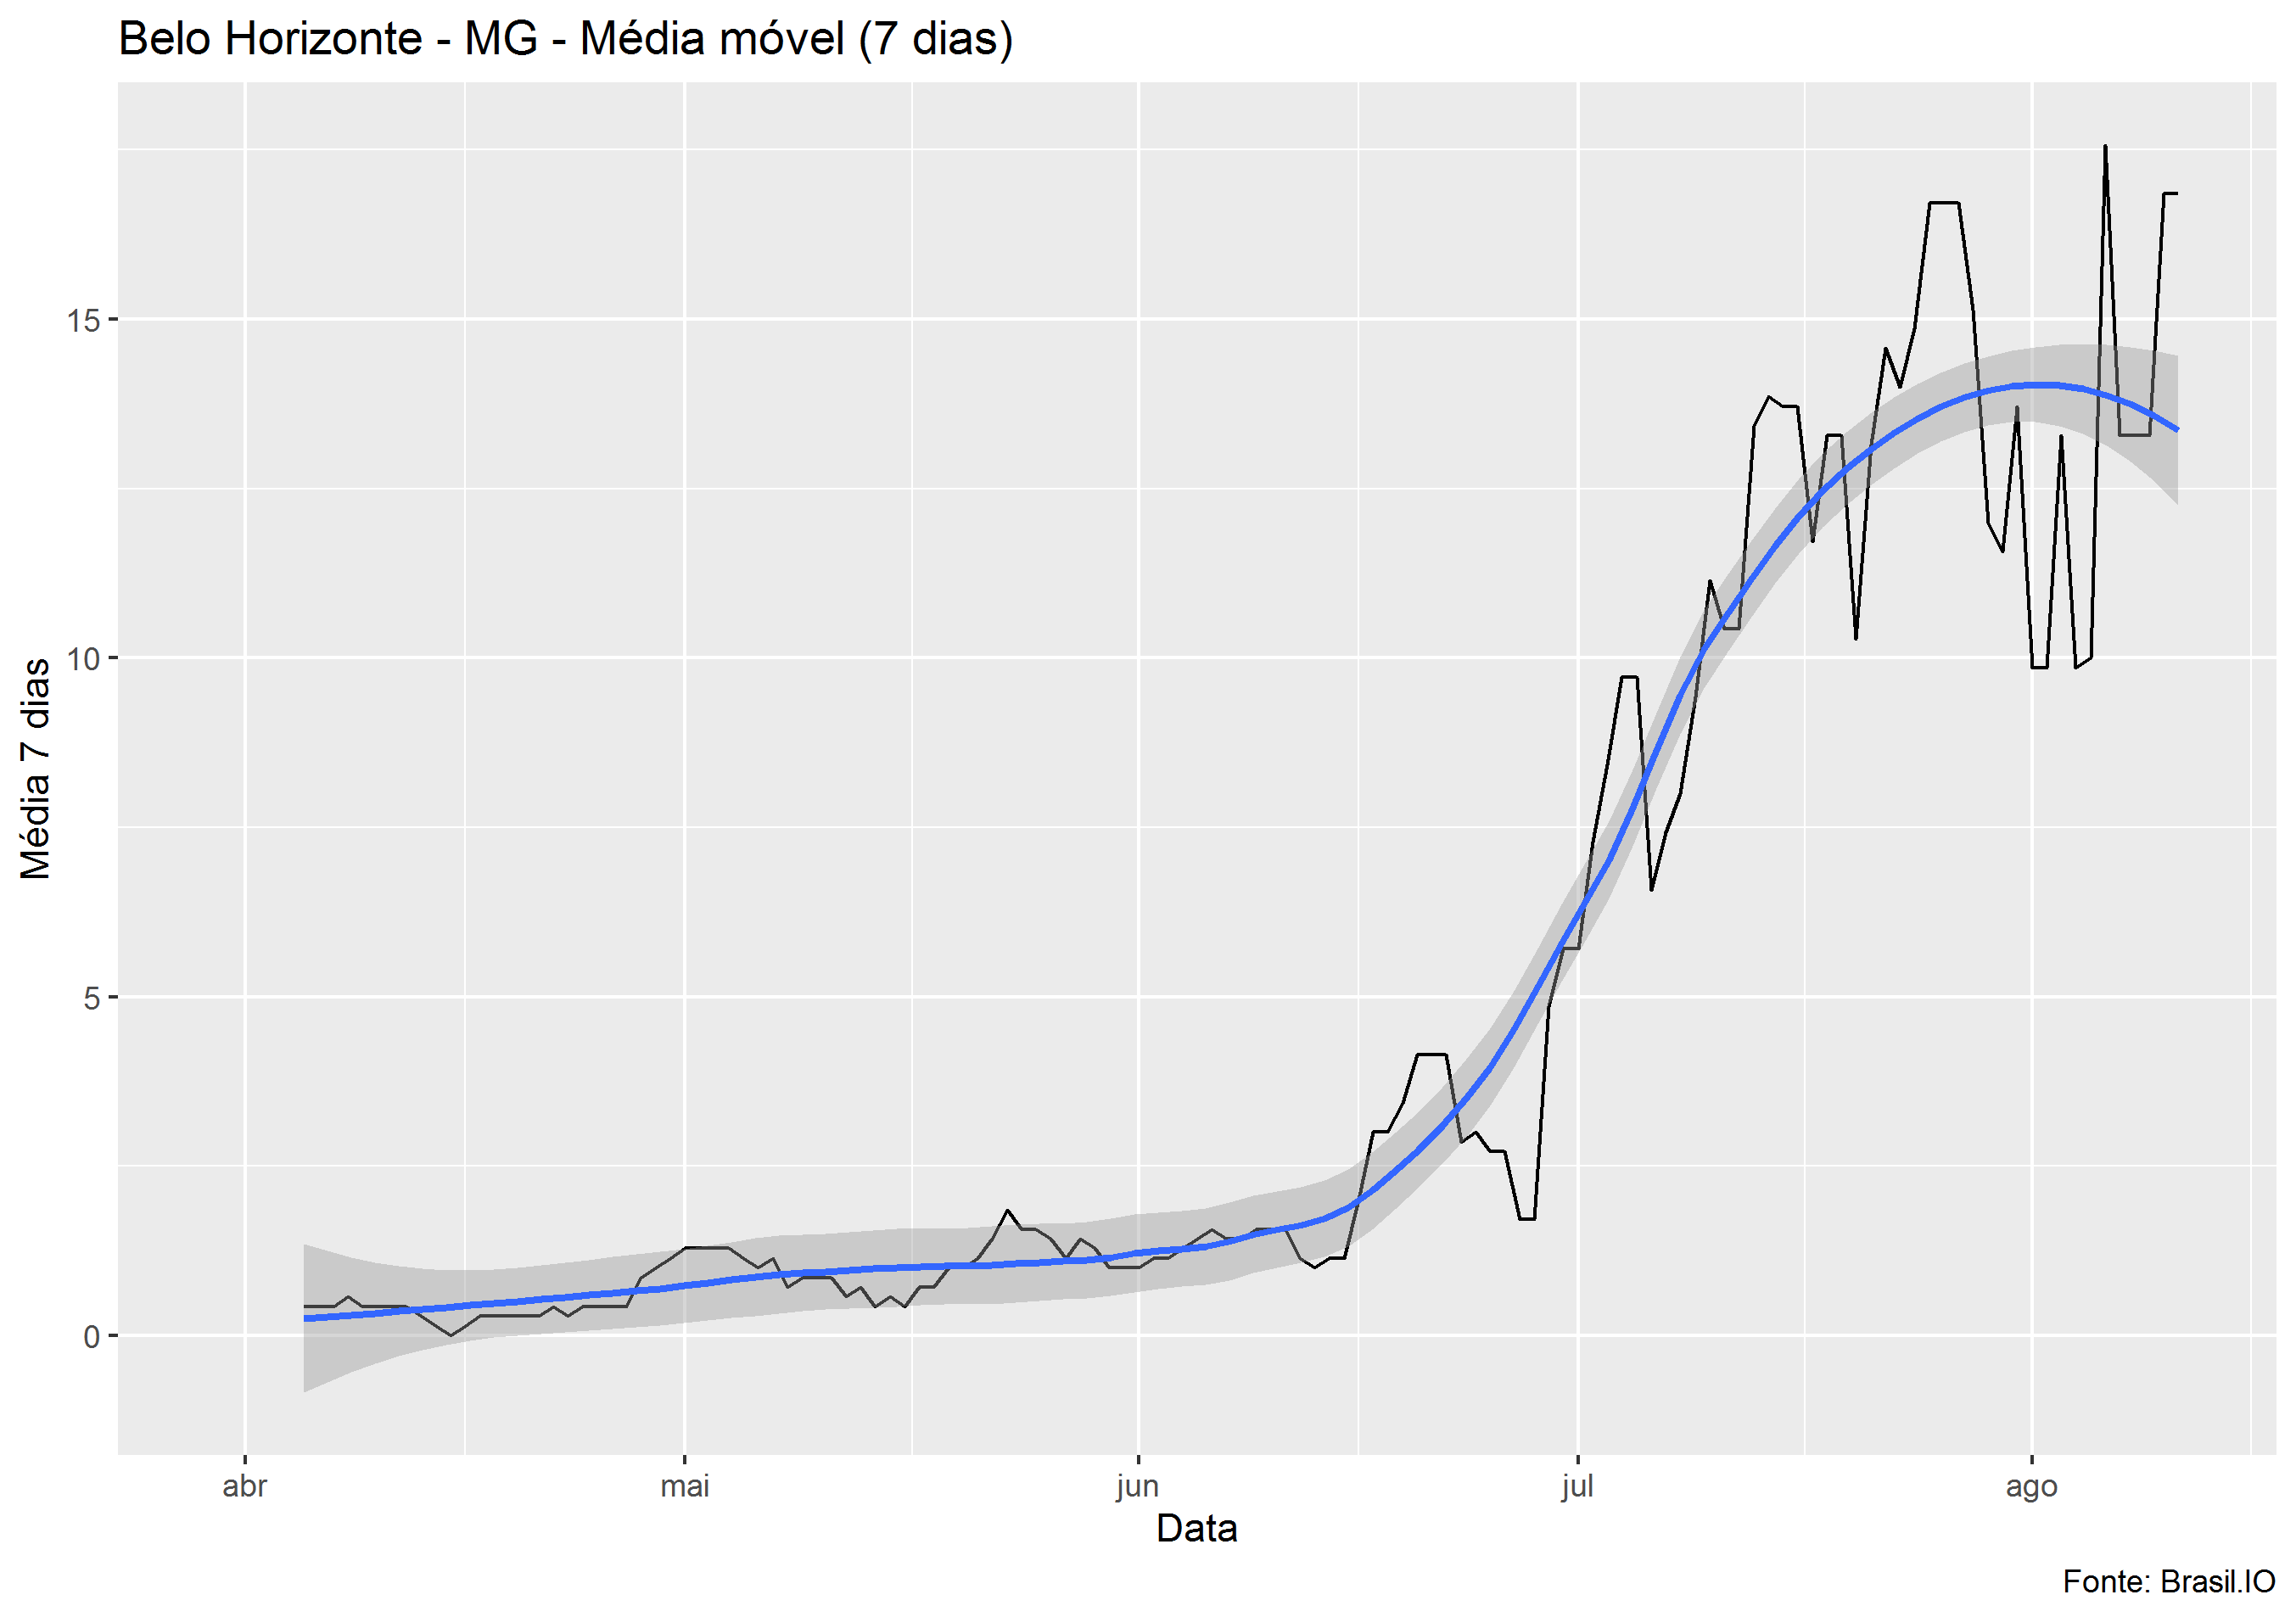 Belo Horizonte - MG - Média móvel (7 dias)
Média 7 dias
15
10
5
0
abr mai jun jul ago
Data
Fonte: Brasil.IO